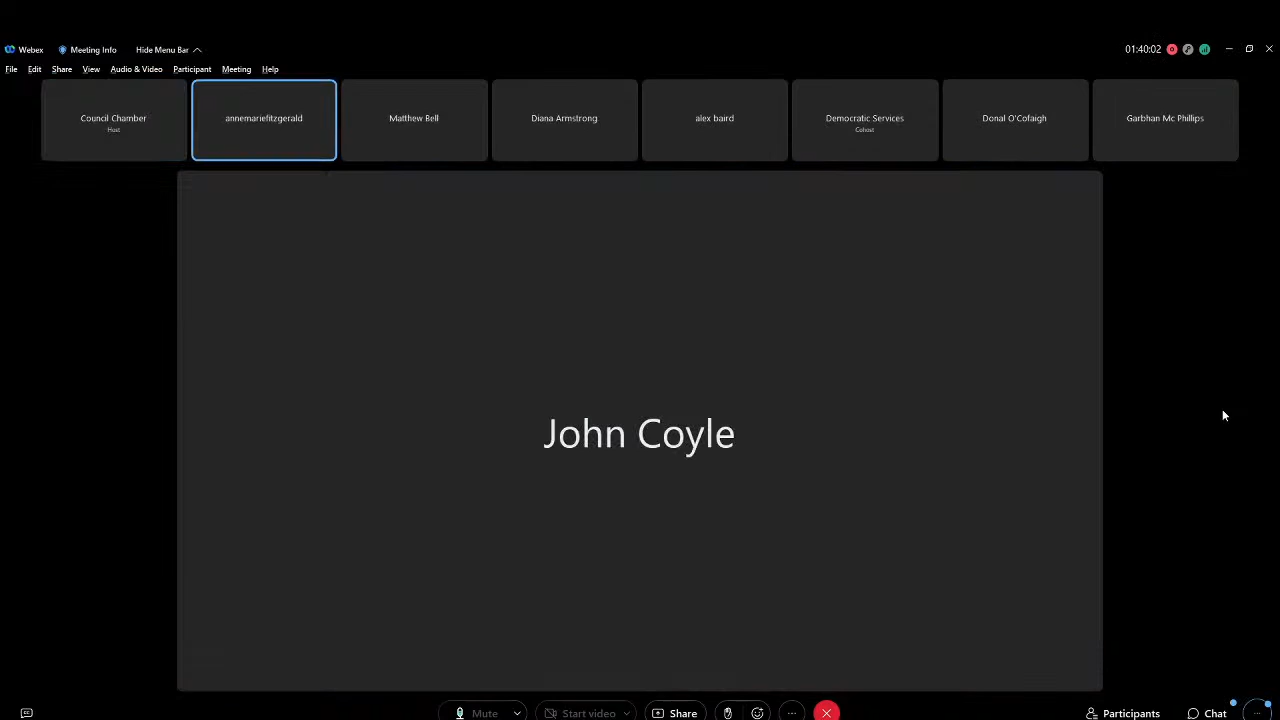 Webex Meeting Info Hide Menu Bar 01:40:02
File Edit Share View Audio & Video Participant Meeting Help
Council Chamber
Host
annemariefitzgerald
Matthew Bell
Diana Armstrong
alex baird
Democratic Services
Cohost
Donal O'Cofaigh
Garbhan Mc Phillips
John Coyle
Mute Start video Share Participants Chat